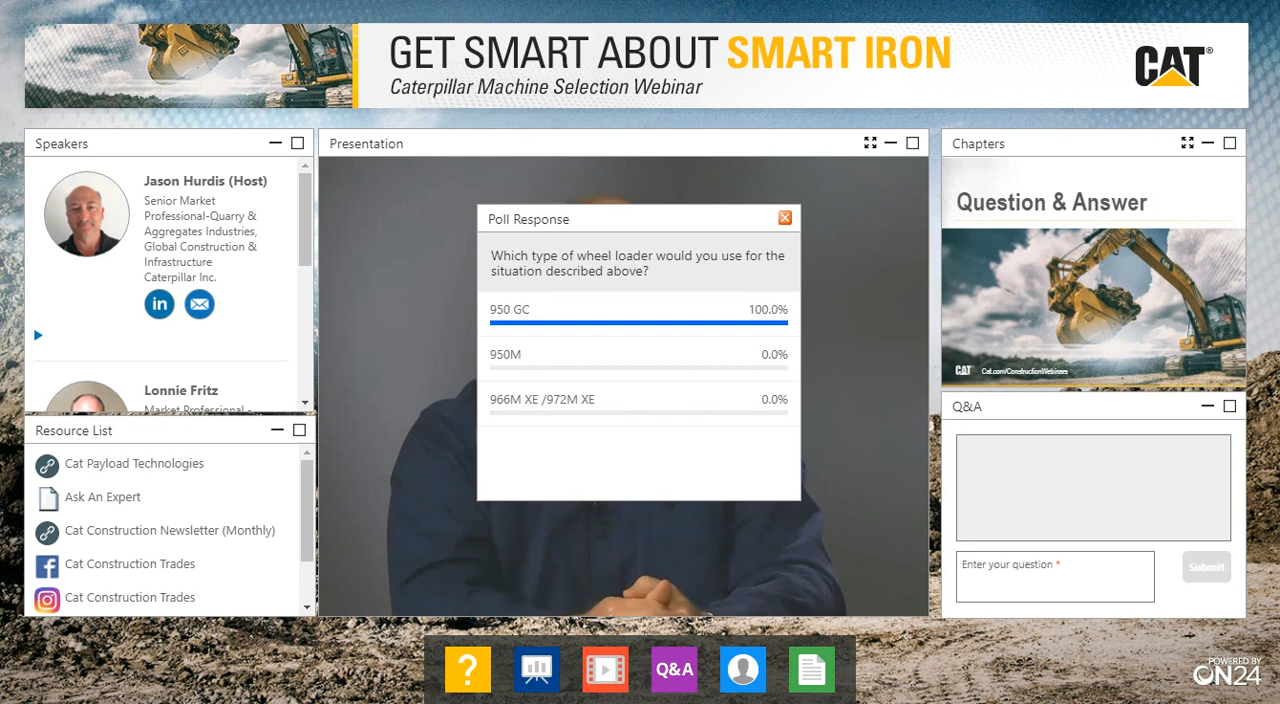 GET SMART ABOUT SMART IRON
Caterpillar Machine Selection Webinar
CAT®
Speakers
Jason Hurdis (Host)
Senior Market
Professional-Quarry &
Aggregates Industries,
Global Construction &
Infrastructure
Caterpillar Inc.
in
Lonnie Fritz
Market Professional -
Resource List
Cat Payload Technologies
Ask An Expert
Cat Construction Newsletter (Monthly)
Cat Construction Trades
Cat Construction Trades
Presentation
Poll Response
Which type of wheel loader would you use for the
situation described above?
950 GC 100.0%
950M 0.0%
966M XE /972M XE 0.0%
Chapters
Question & Answer
CAT Cat.com/ConstructionWebinars
Q&A
Enter your question *
Submit
?
Q&A
POWERED BY
ON24